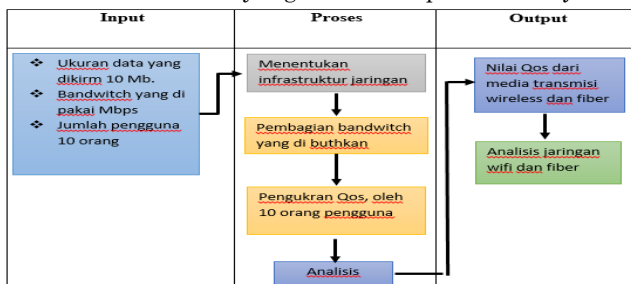 Input
Proses
Output
❖ Ukuran data yang
dikirm 10 Mb.
❖ Bandwitch yang di
pakai Mbps
❖ Jumlah pengguna
10 orang
Menentukan
infrastruktur jaringan
Pembagian bandwitch
yang di buthkan
Pengukran Qos, oleh
10 orang pengguna
Analisis
Nilai Qos dari
media transmisi
wireless dan fiber
Analisis jaringan
wifi dan fiber